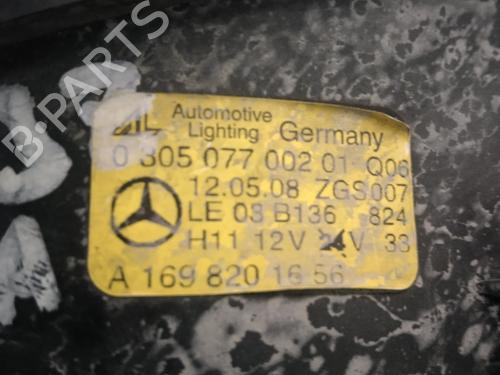 B-PARTS
AL Automotive Lighting Germany
0 305 077 002 01 Q06
12.05.08 ZGS007
LE 03 B136 824
H11 12V 24V 33
A 169 820 16 56